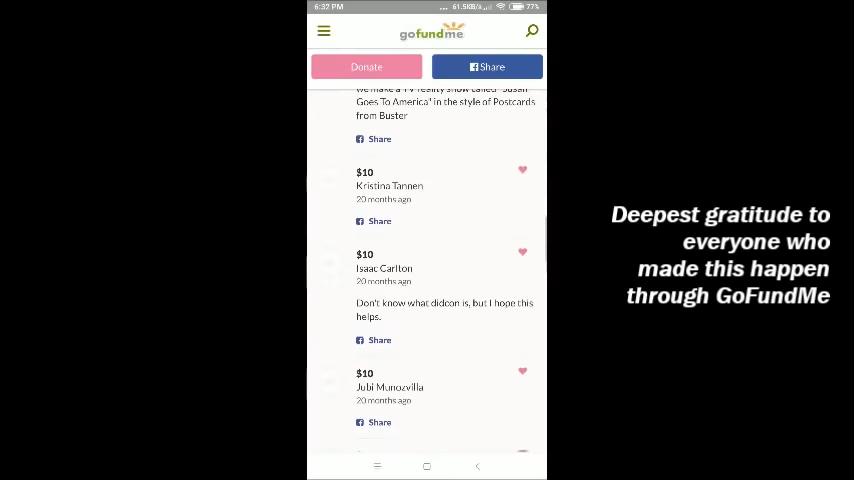 6:32 PM ... 61.5KB/s 77%
gofundme
Donate Share
we make a TV reality show called "Susan
Goes To America" in the style of Postcards
from Buster
Share
$10
Kristina Tannen
20 months ago
Share
$10
Isaac Carlton
20 months ago
Don't know what didcon is, but I hope this
helps.
Share
$10
Jubi Munozvilla
20 months ago
Share
Deepest gratitude to
everyone who
made this happen
through GoFundMe